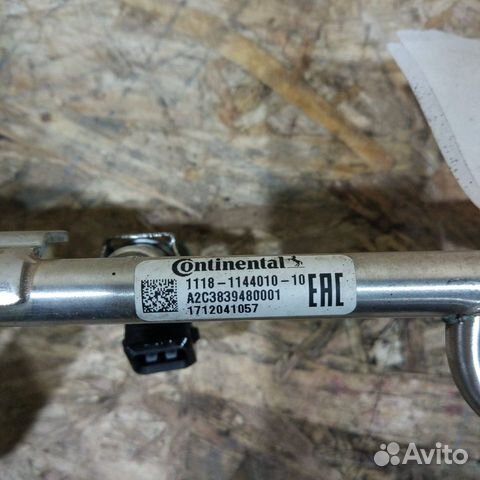 Continental
1118-1144010-10
A2C3839480001
1712041057
EAC
Avito